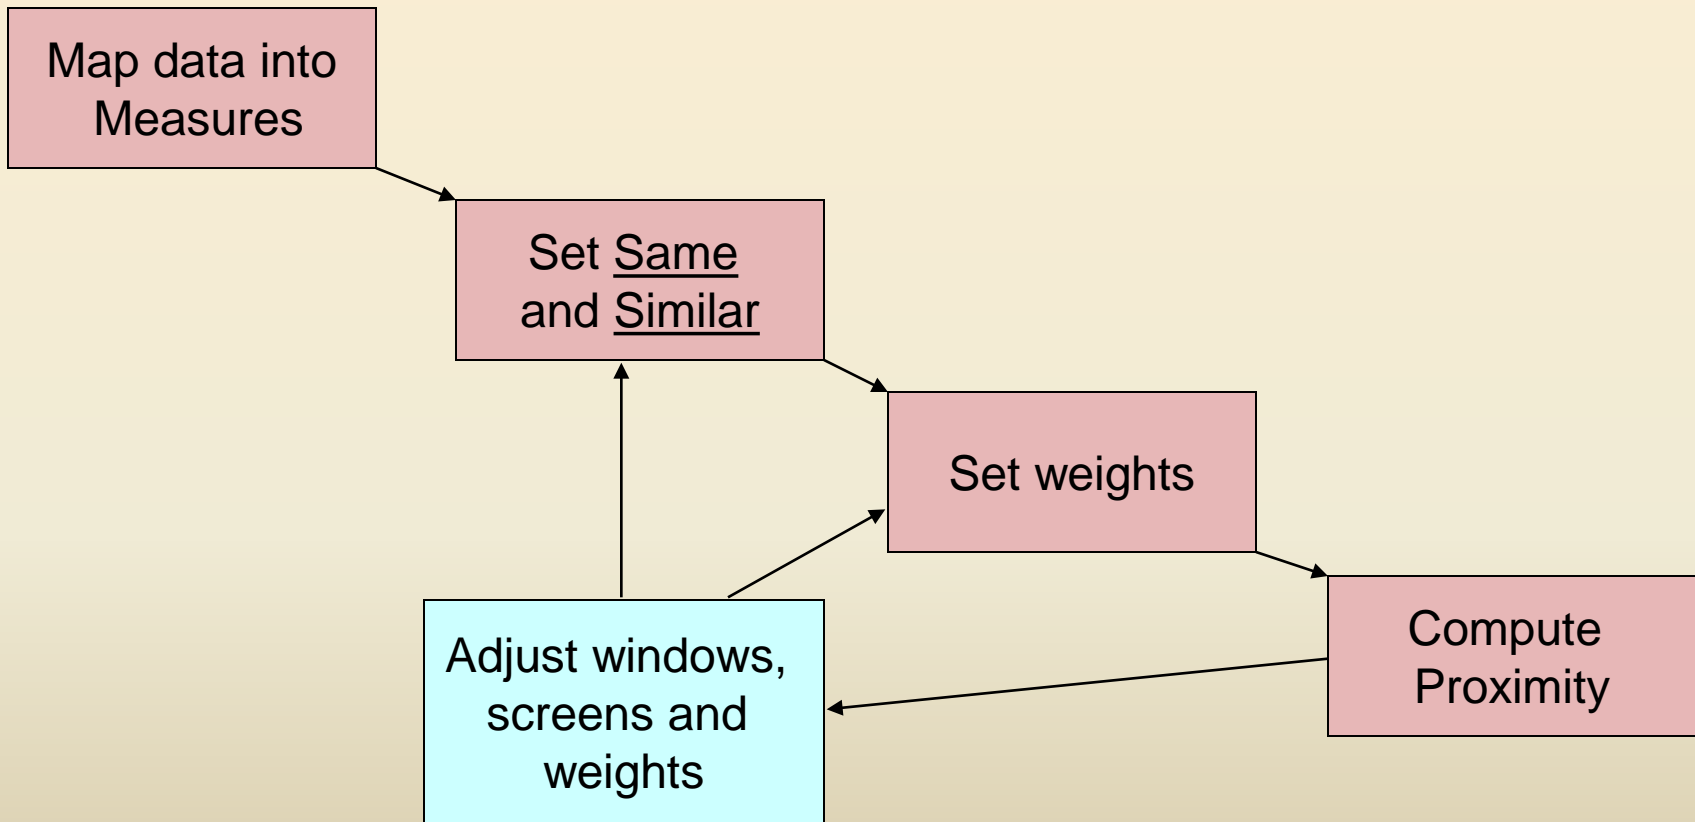 Map data into
Measures
Set Same
and Similar
Set weights
Compute
Proximity
Adjust windows,
screens and
weights